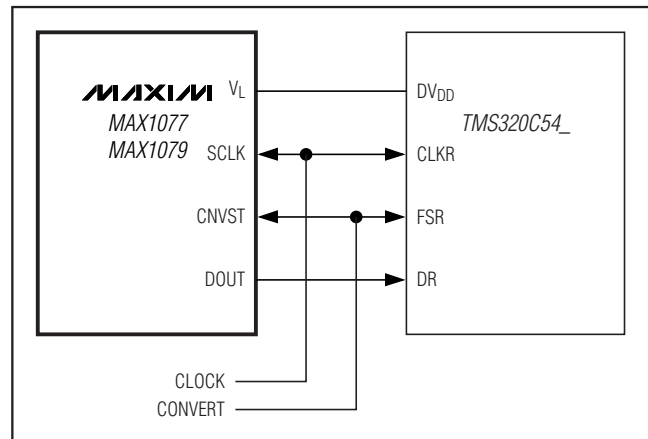 MAXIM
MAX1077
MAX1079
VL
SCLK
CNVST
DOUT
DVDD
TMS320C54_
CLKR
FSR
DR
CLOCK
CONVERT